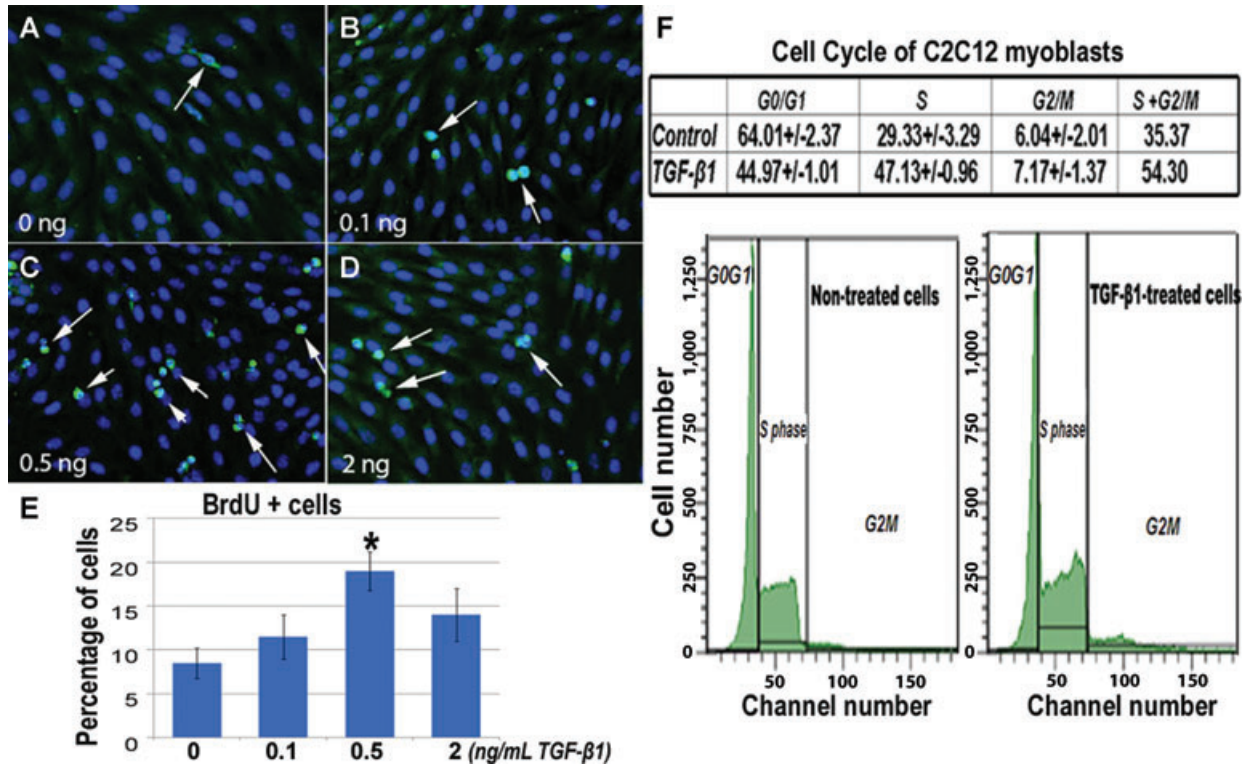 A
0 ng
B
0.1 ng
C
0.5 ng
D
2 ng
E
BrdU + cells
Percentage of cells
25
20
15
10
5
0
*
0 0.1 0.5 2 (ng/mL TGF-β1)
F
Cell Cycle of C2C12 myoblasts
G0/G1 S G2/M S +G2/M
Control 64.01+/-2.37 29.33+/-3.29 6.04+/-2.01 35.37
TGF-β1 44.97+/-1.01 47.13+/-0.96 7.17+/-1.37 54.30
Cell number
1,250
1,000
750
500
250
0
G0G1
Non-treated cells
S phase
G2M
50 100 150
Channel number
1,250
1,000
750
500
250
0
G0G1
TGF-β1-treated cells
S phase
G2M
50 100 150
Channel number